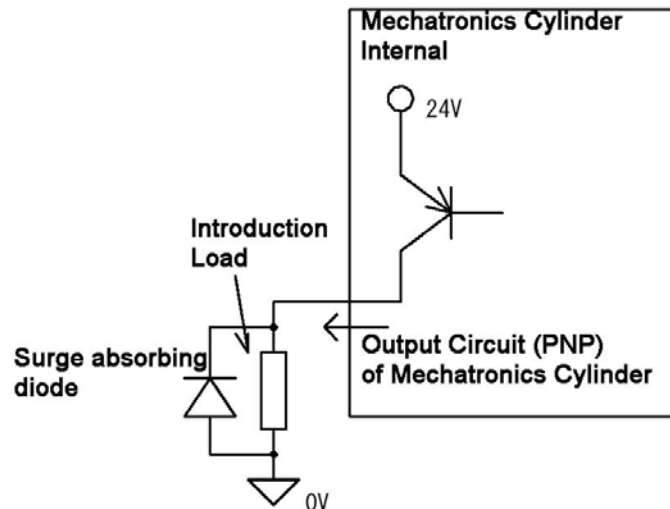 Mechatronics Cylinder
Internal
24V
Introduction
Load
Surge absorbing
diode
Output Circuit (PNP)
of Mechatronics Cylinder
0V